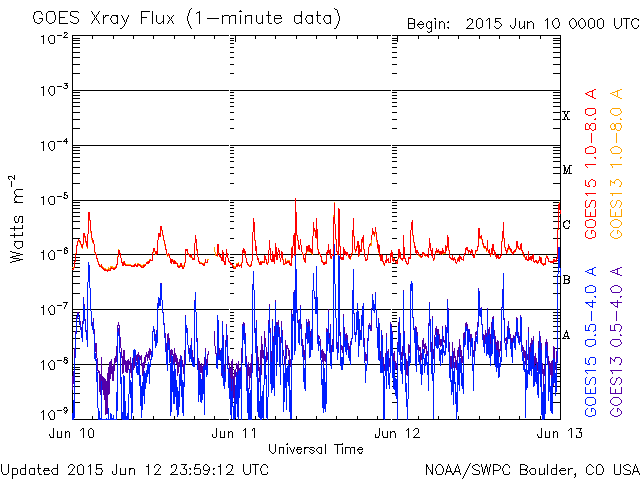 GOES Xray Flux (1-minute data)
Begin: 2015 Jun 10 0000 UTC
10⁻²
10⁻³
10⁻⁴
10⁻⁵
10⁻⁶
10⁻⁷
10⁻⁸
10⁻⁹
Watts m⁻²
X
M
C
B
A
GOES15 1.0-8.0 A
GOES13 1.0-8.0 A
GOES15 0.5-4.0 A
GOES13 0.5-4.0 A
Jun 10 Jun 11 Jun 12 Jun 13
Universal Time
Updated 2015 Jun 12 23:59:12 UTC
NOAA/SWPC Boulder, CO USA